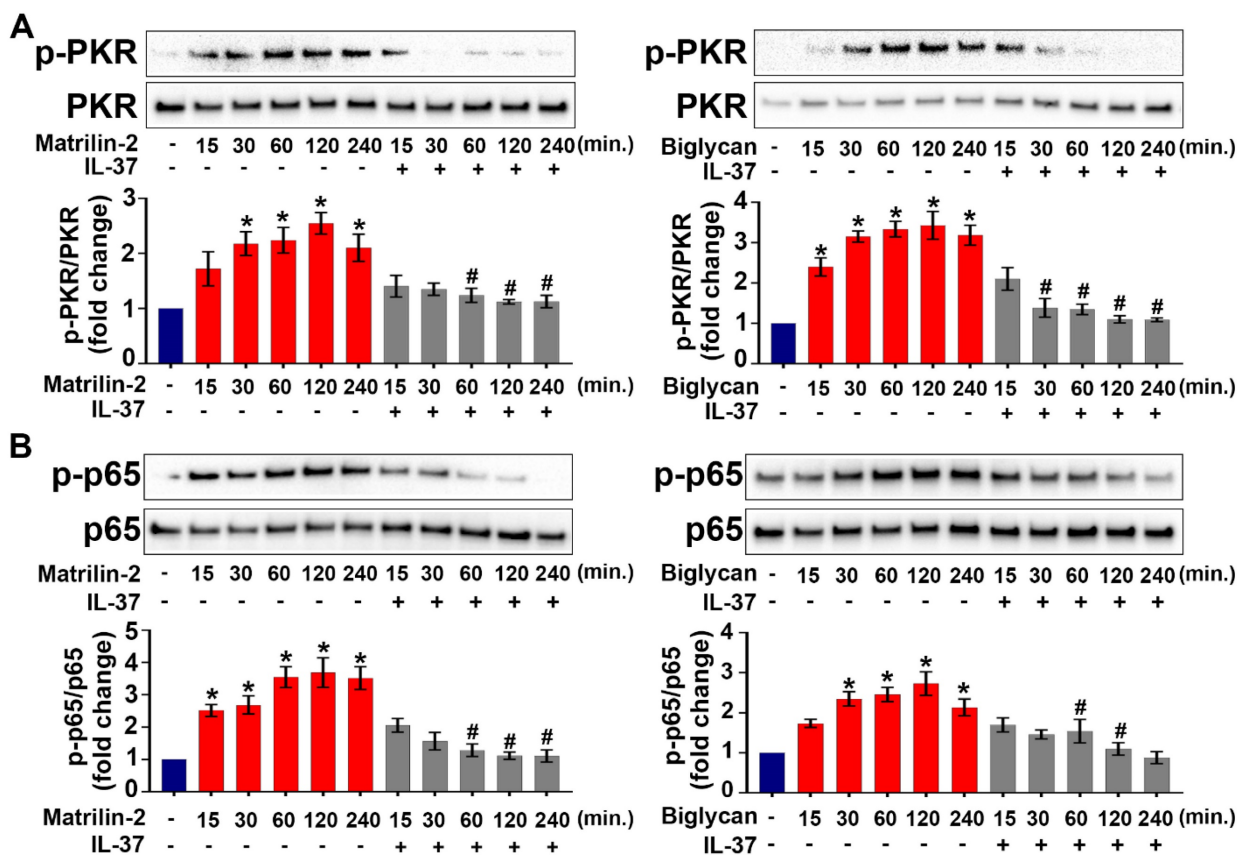 A
p-PKR
PKR
Matrilin-2 - 15 30 60 120 240 15 30 60 120 240 (min.)
IL-37 - - - - - - + + + + +
p-PKR/PKR
(fold change)
3
2
1
0
* * * * # # #
Matrilin-2 - 15 30 60 120 240 15 30 60 120 240 (min.)
IL-37 - - - - - - + + + + +
p-PKR
PKR
Biglycan - 15 30 60 120 240 15 30 60 120 240 (min.)
IL-37 - - - - - - + + + + +
p-PKR/PKR
(fold change)
4
3
2
1
0
* * * * * # # # #
Biglycan - 15 30 60 120 240 15 30 60 120 240 (min.)
IL-37 - - - - - - + + + + +
B
p-p65
p65
Matrilin-2 - 15 30 60 120 240 15 30 60 120 240 (min.)
IL-37 - - - - - - + + + + +
p-p65/p65
(fold change)
5
4
3
2
1
0
* * * * * # # #
Matrilin-2 - 15 30 60 120 240 15 30 60 120 240 (min.)
IL-37 - - - - - - + + + + +
p-p65
p65
Biglycan - 15 30 60 120 240 15 30 60 120 240 (min.)
IL-37 - - - - - - + + + + +
p-p65/p65
(fold change)
4
3
2
1
0
* * * * # #
Biglycan - 15 30 60 120 240 15 30 60 120 240 (min.)
IL-37 - - - - - - + + + + +